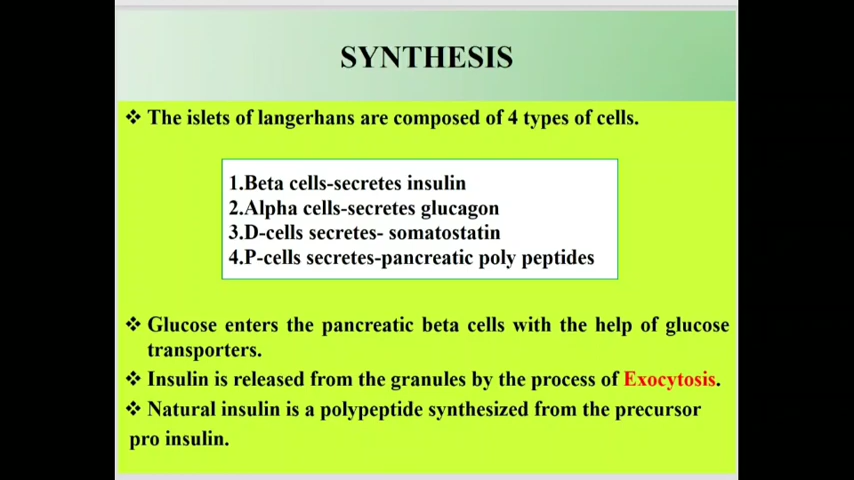 SYNTHESIS
❖ The islets of langerhans are composed of 4 types of cells.
1.Beta cells-secretes insulin
2.Alpha cells-secretes glucagon
3.D-cells secretes- somatostatin
4.P-cells secretes-pancreatic poly peptides
❖ Glucose enters the pancreatic beta cells with the help of glucose
transporters.
❖ Insulin is released from the granules by the process of Exocytosis.
❖ Natural insulin is a polypeptide synthesized from the precursor
pro insulin.